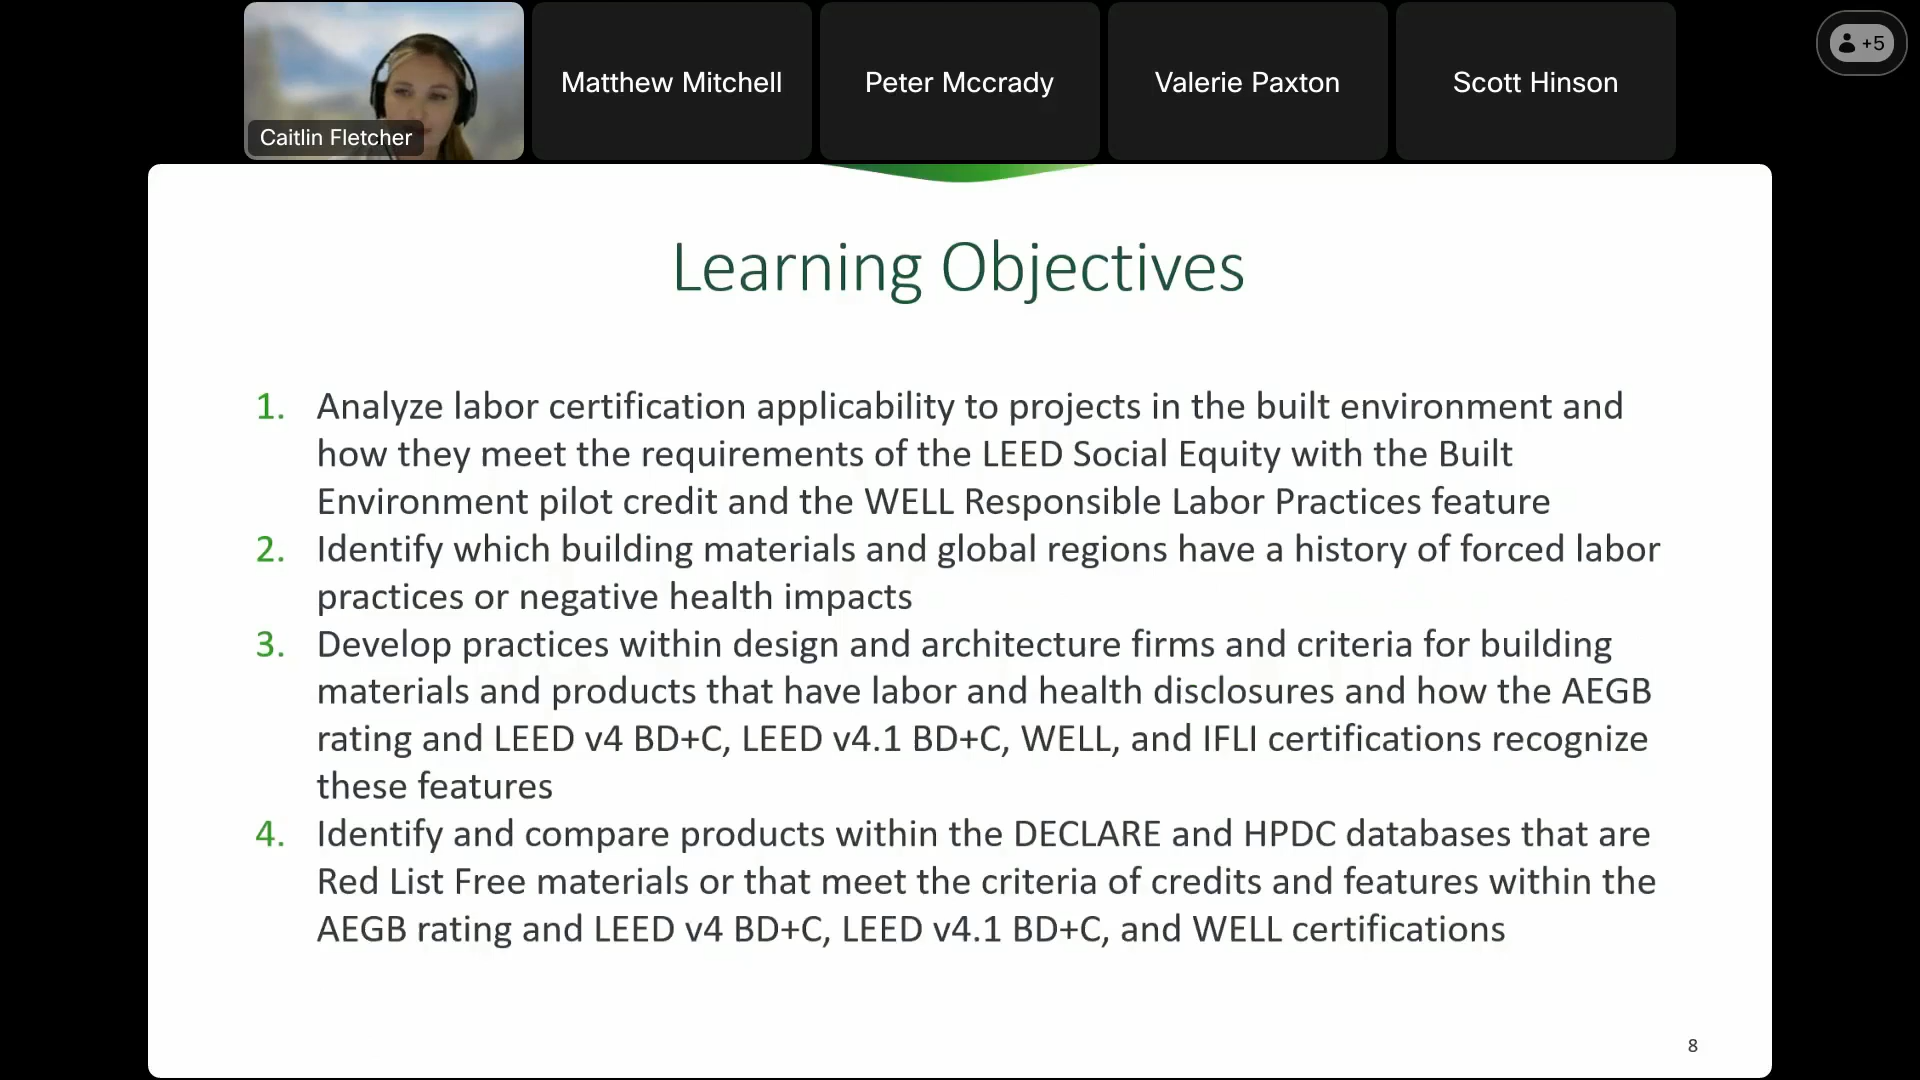 Caitlin Fletcher
Matthew Mitchell
Peter Mccrady
Valerie Paxton
Scott Hinson
+5
Learning Objectives
1. Analyze labor certification applicability to projects in the built environment and
how they meet the requirements of the LEED Social Equity with the Built
Environment pilot credit and the WELL Responsible Labor Practices feature
2. Identify which building materials and global regions have a history of forced labor
practices or negative health impacts
3. Develop practices within design and architecture firms and criteria for building
materials and products that have labor and health disclosures and how the AEGB
rating and LEED v4 BD+C, LEED v4.1 BD+C, WELL, and IFLI certifications recognize
these features
4. Identify and compare products within the DECLARE and HPDC databases that are
Red List Free materials or that meet the criteria of credits and features within the
AEGB rating and LEED v4 BD+C, LEED v4.1 BD+C, and WELL certifications
8